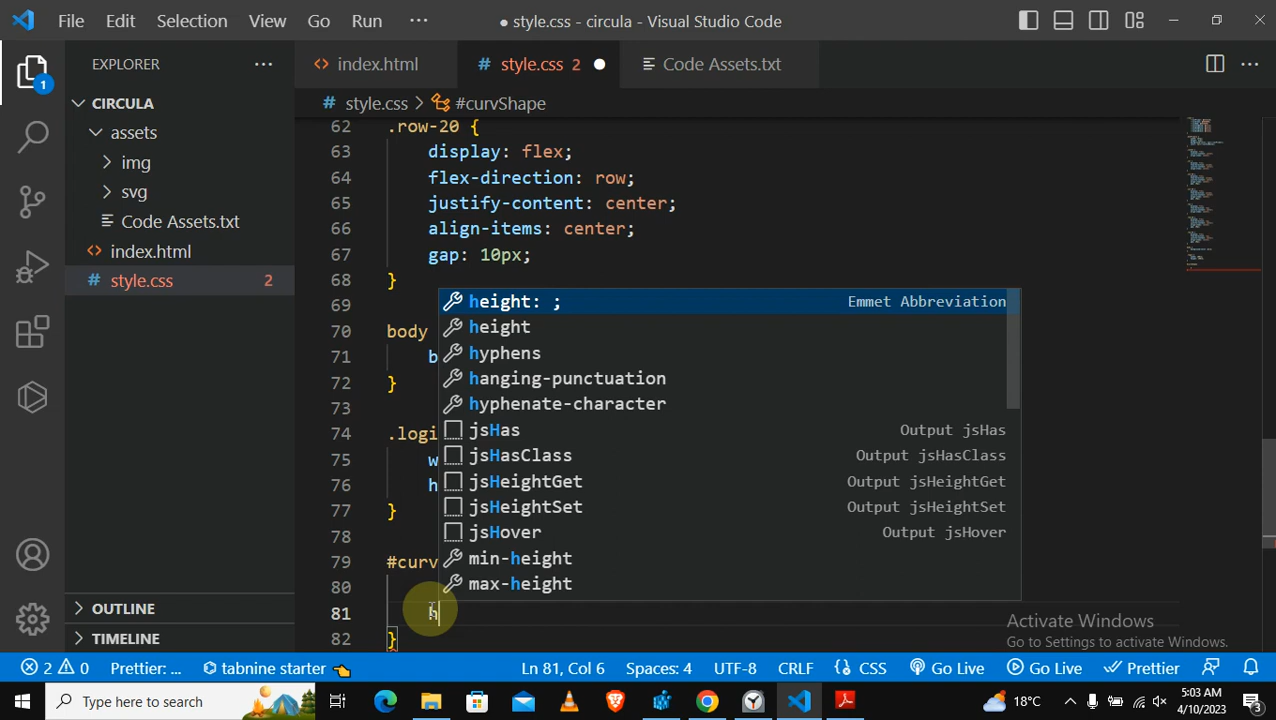 File Edit Selection View Go Run ··· ● style.css - circula - Visual Studio Code
EXPLORER ···
<> index.html # style.css 2 ● Code Assets.txt ···
# style.css > #curvShape
CIRCULA
assets
img
svg
Code Assets.txt
<> index.html
# style.css 2
1
62 .row-20 {
63 display: flex;
64 flex-direction: row;
65 justify-content: center;
66 align-items: center;
67 gap: 10px;
68 }
69
70 body
71 b
72 }
73
74 .logi
75 w
76 h
77 }
78
79 #curv
80
81 h
82 }
height: ; Emmet Abbreviation
height
hyphens
hanging-punctuation
hyphenate-character
jsHas Output jsHas
jsHasClass Output jsHasClass
jsHeightGet Output jsHeightGet
jsHeightSet Output jsHeightSet
jsHover Output jsHover
min-height
max-height
OUTLINE
TIMELINE
Activate Windows
Go to Settings to activate Windows.
2 0 Prettier: ... tabnine starter Ln 81, Col 6 Spaces: 4 UTF-8 CRLF CSS Go Live Go Live Prettier
Type here to search 18°C 5:03 AM
4/10/2023 3